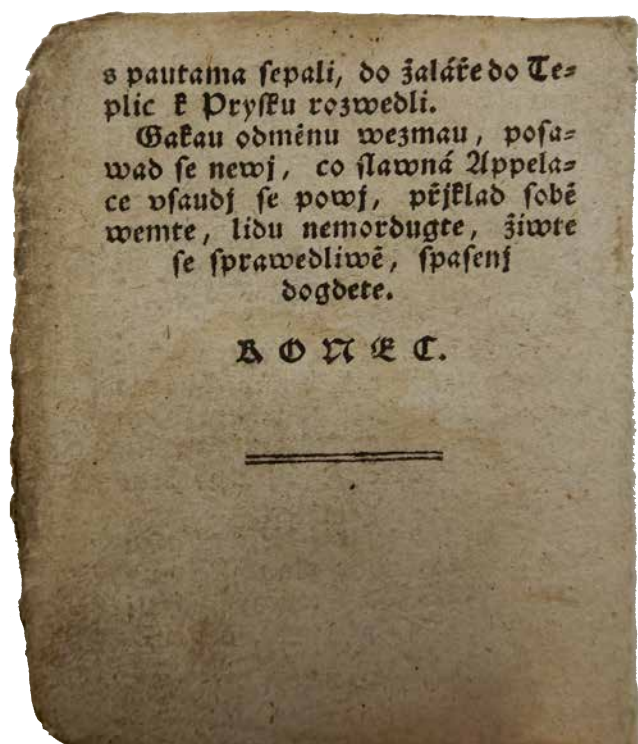 s pautama ſepali, do žaláře do Te⸗
plic k Pryſku rozwedli.
Gakau odměnu wezmau, poſa⸗
wad ſe newj, co ſlawná Appela⸗
ce vſaudj ſe powj, přjklad ſobě
wemte, lidu nemordugte, žiwte
ſe ſprawedliwě, ſpaſenj
dogdete.
KONEC.